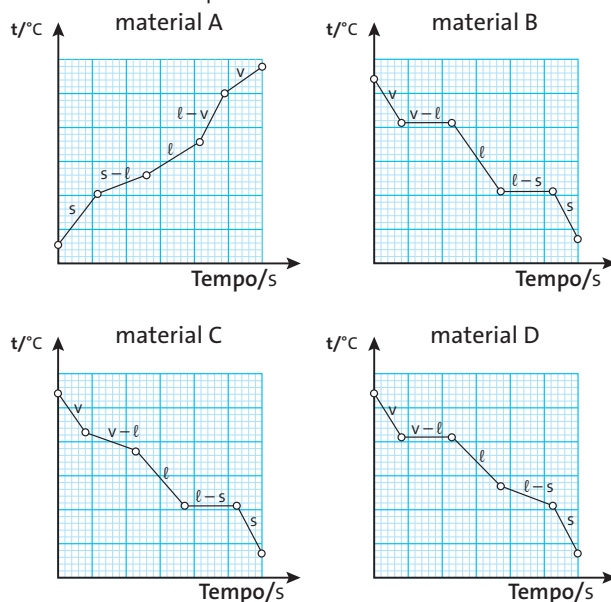 material A
t/°C
s
s – ℓ
ℓ
ℓ – v
v
Tempo/s
material B
t/°C
v
v – ℓ
ℓ
ℓ – s
s
Tempo/s
material C
t/°C
v
v – ℓ
ℓ
ℓ – s
s
Tempo/s
material D
t/°C
v
v – ℓ
ℓ
ℓ – s
s
Tempo/s